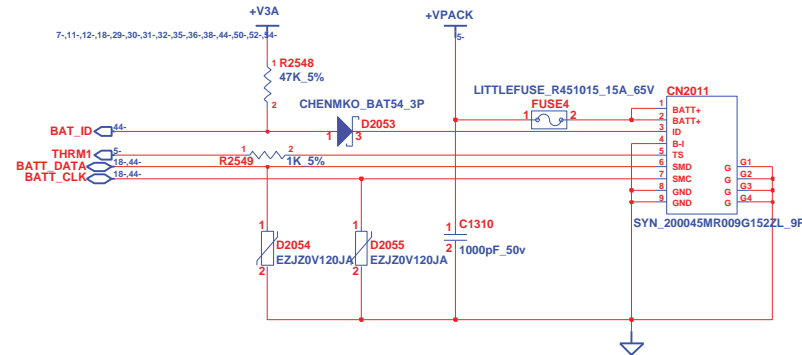 +V3A
+VPACK
7-,11-,12-,18-,29-,30-,31-,32-,35-,36-,38-,44-,50-,52-,54-
5-
1 R2548
47K_5%
2
LITTLEFUSE_R451015_15A_65V
CN2011
CHENMKO_BAT54_3P
FUSE4
1 2
D2053
1 3
BAT_ID 44-
THRM1 5-
R2549 1 2 1K_5%
BATT_DATA 18-,44-
BATT_CLK 18-,44-
1 BATT+
2 BATT+
3 ID
4 B-I
5 TS
6 SMD G G1
7 SMC G G2
8 GND G G3
9 GND G G4
SYN_200045MR009G152ZL_9P
1 D2054
EZJZ0V120JA
2
1 D2055
EZJZ0V120JA
2
1 C1310
2 1000pF_50v